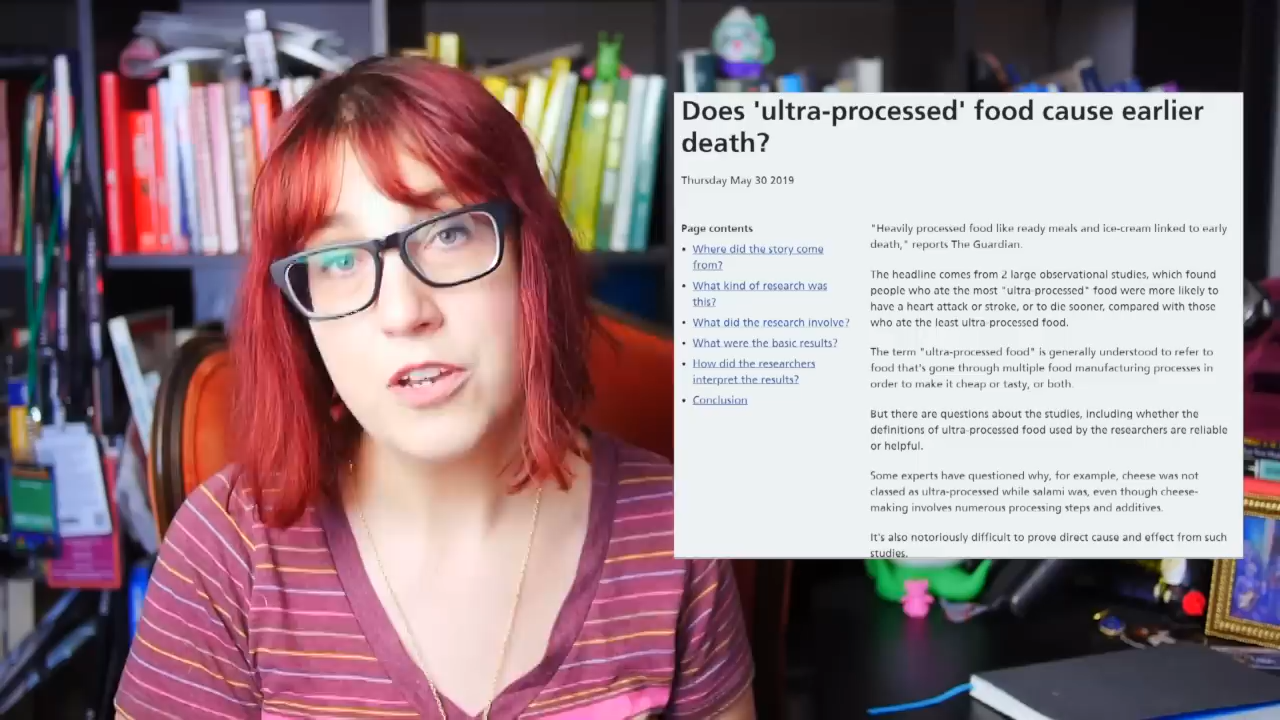 Does 'ultra-processed' food cause earlier
death?
Thursday May 30 2019
Page contents
• Where did the story come
from?
• What kind of research was
this?
• What did the research involve?
• What were the basic results?
• How did the researchers
interpret the results?
• Conclusion
"Heavily processed food like ready meals and ice-cream linked to early
death," reports The Guardian.
The headline comes from 2 large observational studies, which found
people who ate the most "ultra-processed" food were more likely to
have a heart attack or stroke, or to die sooner, compared with those
who ate the least ultra-processed food.
The term "ultra-processed food" is generally understood to refer to
food that's gone through multiple food manufacturing processes in
order to make it cheap or tasty, or both.
But there are questions about the studies, including whether the
definitions of ultra-processed food used by the researchers are reliable
or helpful.
Some experts have questioned why, for example, cheese was not
classed as ultra-processed while salami was, even though cheese-
making involves numerous processing steps and additives.
It's also notoriously difficult to prove direct cause and effect from such
studies.